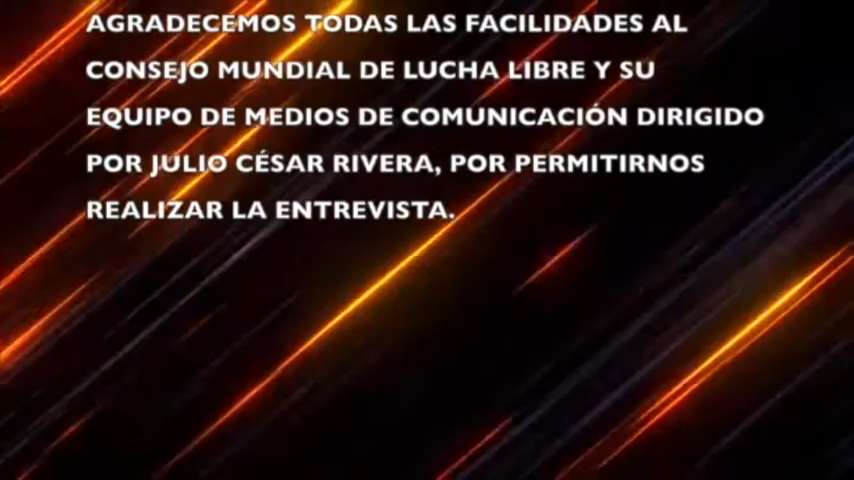 AGRADECEMOS TODAS LAS FACILIDADES AL
CONSEJO MUNDIAL DE LUCHA LIBRE Y SU
EQUIPO DE MEDIOS DE COMUNICACIÓN DIRIGIDO
POR JULIO CÉSAR RIVERA, POR PERMITIRNOS
REALIZAR LA ENTREVISTA.